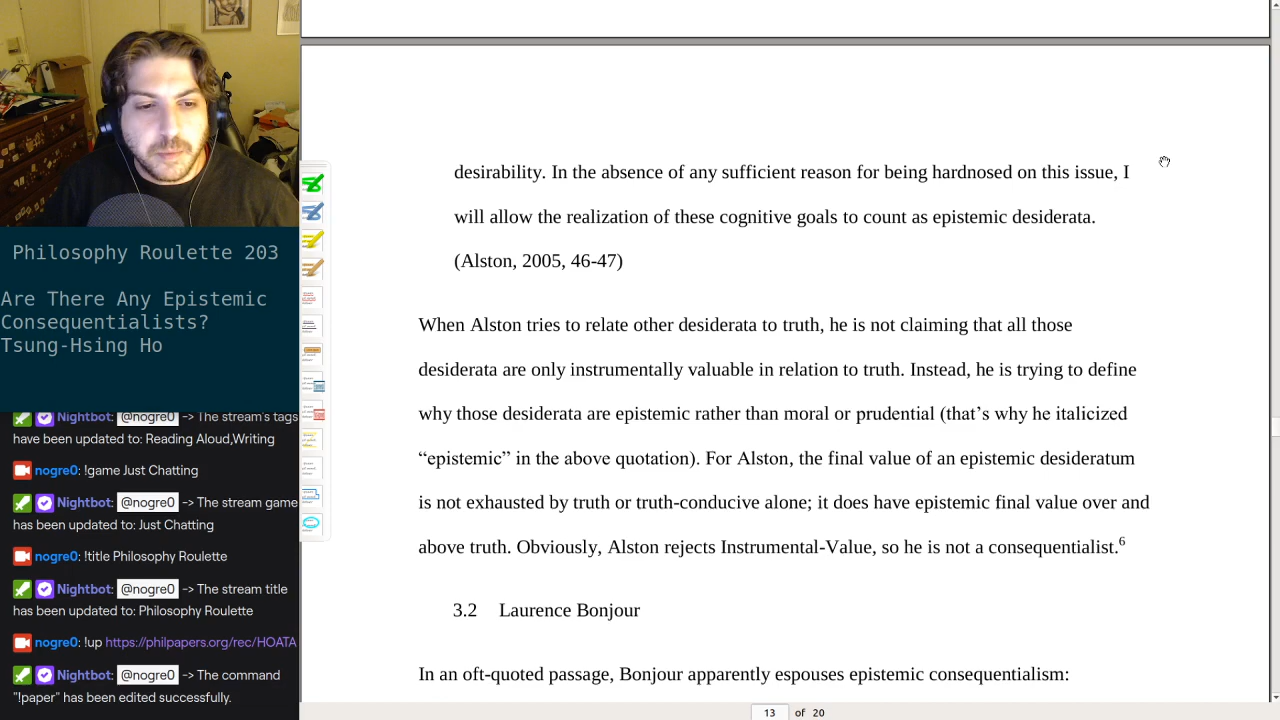 Philosophy Roulette 203
Are There Any Epistemic
Consequentialists?
Tsung-Hsing Ho
Nightbot: @nogre0 -> The stream's tags
has been updated to: Reading Aloud,Writing
nogre0: !game Just Chatting
Nightbot: @nogre0 -> The stream game
has been updated to: Just Chatting
nogre0: !title Philosophy Roulette
Nightbot: @nogre0 -> The stream title
has been updated to: Philosophy Roulette
nogre0: !up https://philpapers.org/rec/HOATA
Nightbot: @nogre0 -> The command
"!paper" has been edited successfully.
desirability. In the absence of any sufficient reason for being hardnosed on this issue, I
will allow the realization of these cognitive goals to count as epistemic desiderata.
(Alston, 2005, 46-47)
When Alston tries to relate other desiderata to truth, he is not claiming that all those
desiderata are only instrumentally valuable in relation to truth. Instead, he is trying to define
why those desiderata are epistemic rather than moral or prudential (that's why he italicized
“epistemic” in the above quotation). For Alston, the final value of an epistemic desideratum
is not exhausted by truth or truth-conducive alone; it does have epistemic final value over and
above truth. Obviously, Alston rejects Instrumental-Value, so he is not a consequentialist.6
3.2 Laurence Bonjour
In an oft-quoted passage, Bonjour apparently espouses epistemic consequentialism:
13 of 20